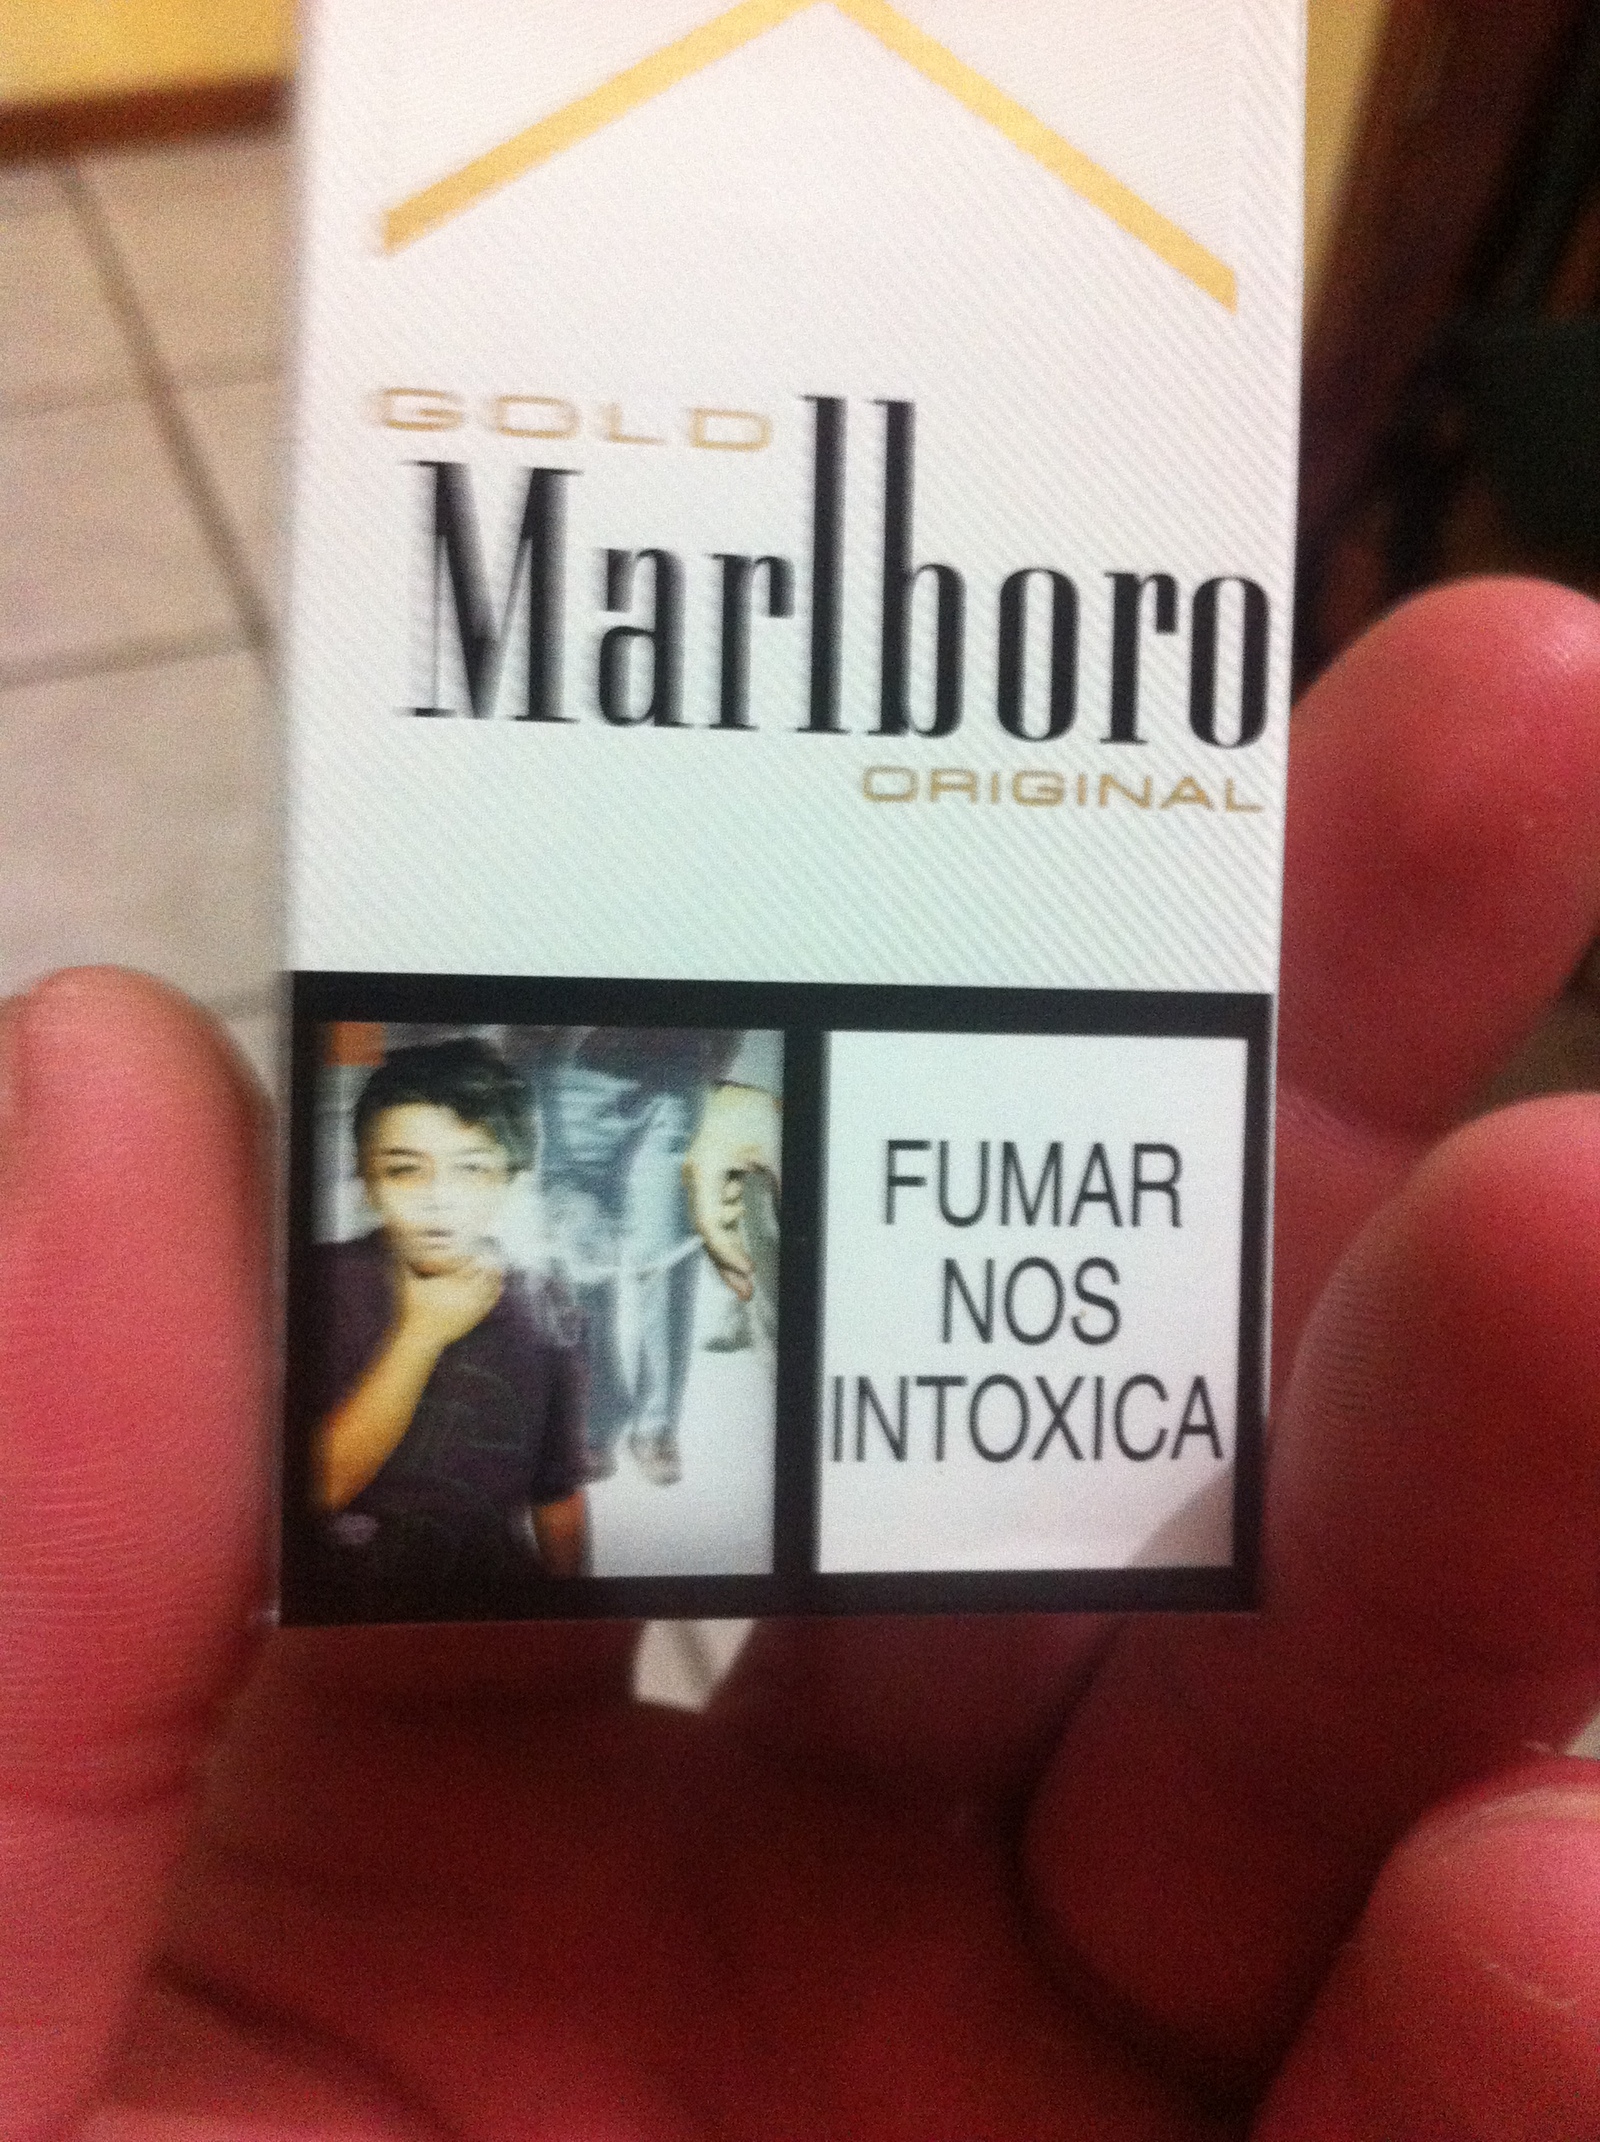 GOLD
Marlboro
ORIGINAL
FUMAR
NOS
INTOXICA